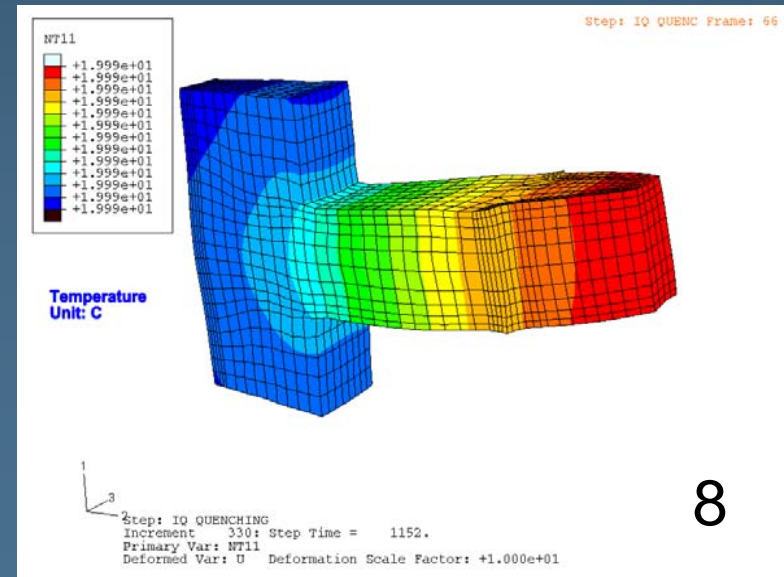 Step: IQ QUENC Frame: 66
NT11
+1.999e+01
+1.999e+01
+1.999e+01
+1.999e+01
+1.999e+01
+1.999e+01
+1.999e+01
+1.999e+01
+1.999e+01
+1.999e+01
+1.999e+01
+1.999e+01
+1.999e+01
Temperature
Unit: C
1
3
2
8
Step: IQ QUENCHING
Increment 330: Step Time = 1152.
Primary Var: NT11
Deformed Var: U Deformation Scale Factor: +1.000e+01